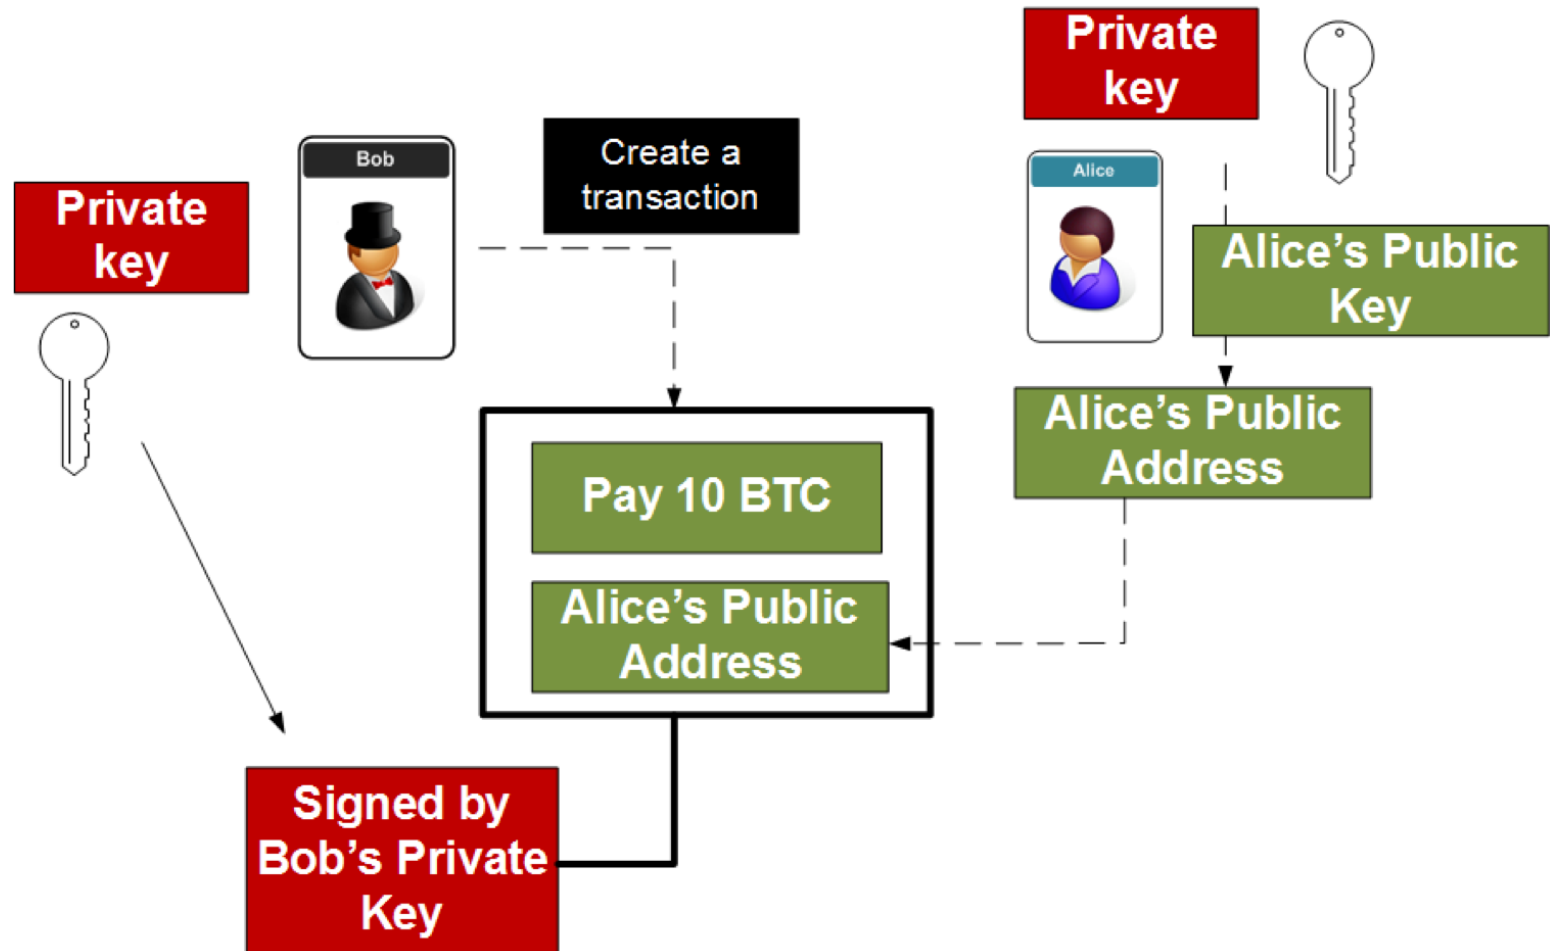 Private
key
Bob
Create a
transaction
Private
key
Alice
Alice’s Public
Key
Alice’s Public
Address
Pay 10 BTC
Alice’s Public
Address
Signed by
Bob’s Private
Key